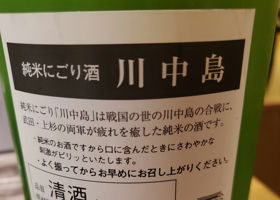 純米にごり酒 川中島
純米にごり「川中島」は戦国の世の川中島の合戦に、
武田・上杉の両軍が疲れを癒した純米の酒です。
・純米のお酒ですから口に含んだときにさわやかな
刺激がピリッといたします。
・よく振ってからお早めにお召し上がりください。
品目 清酒